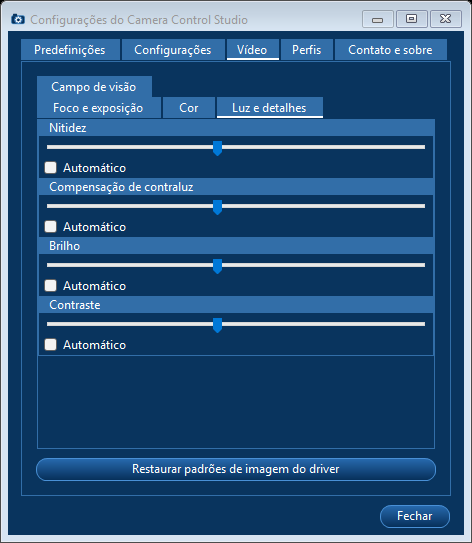 Configurações do Camera Control Studio
Predefinições Configurações Vídeo Perfis Contato e sobre
Campo de visão
Foco e exposição Cor Luz e detalhes
Nitidez
Automático
Compensação de contraluz
Automático
Brilho
Automático
Contraste
Automático
Restaurar padrões de imagem do driver
Fechar